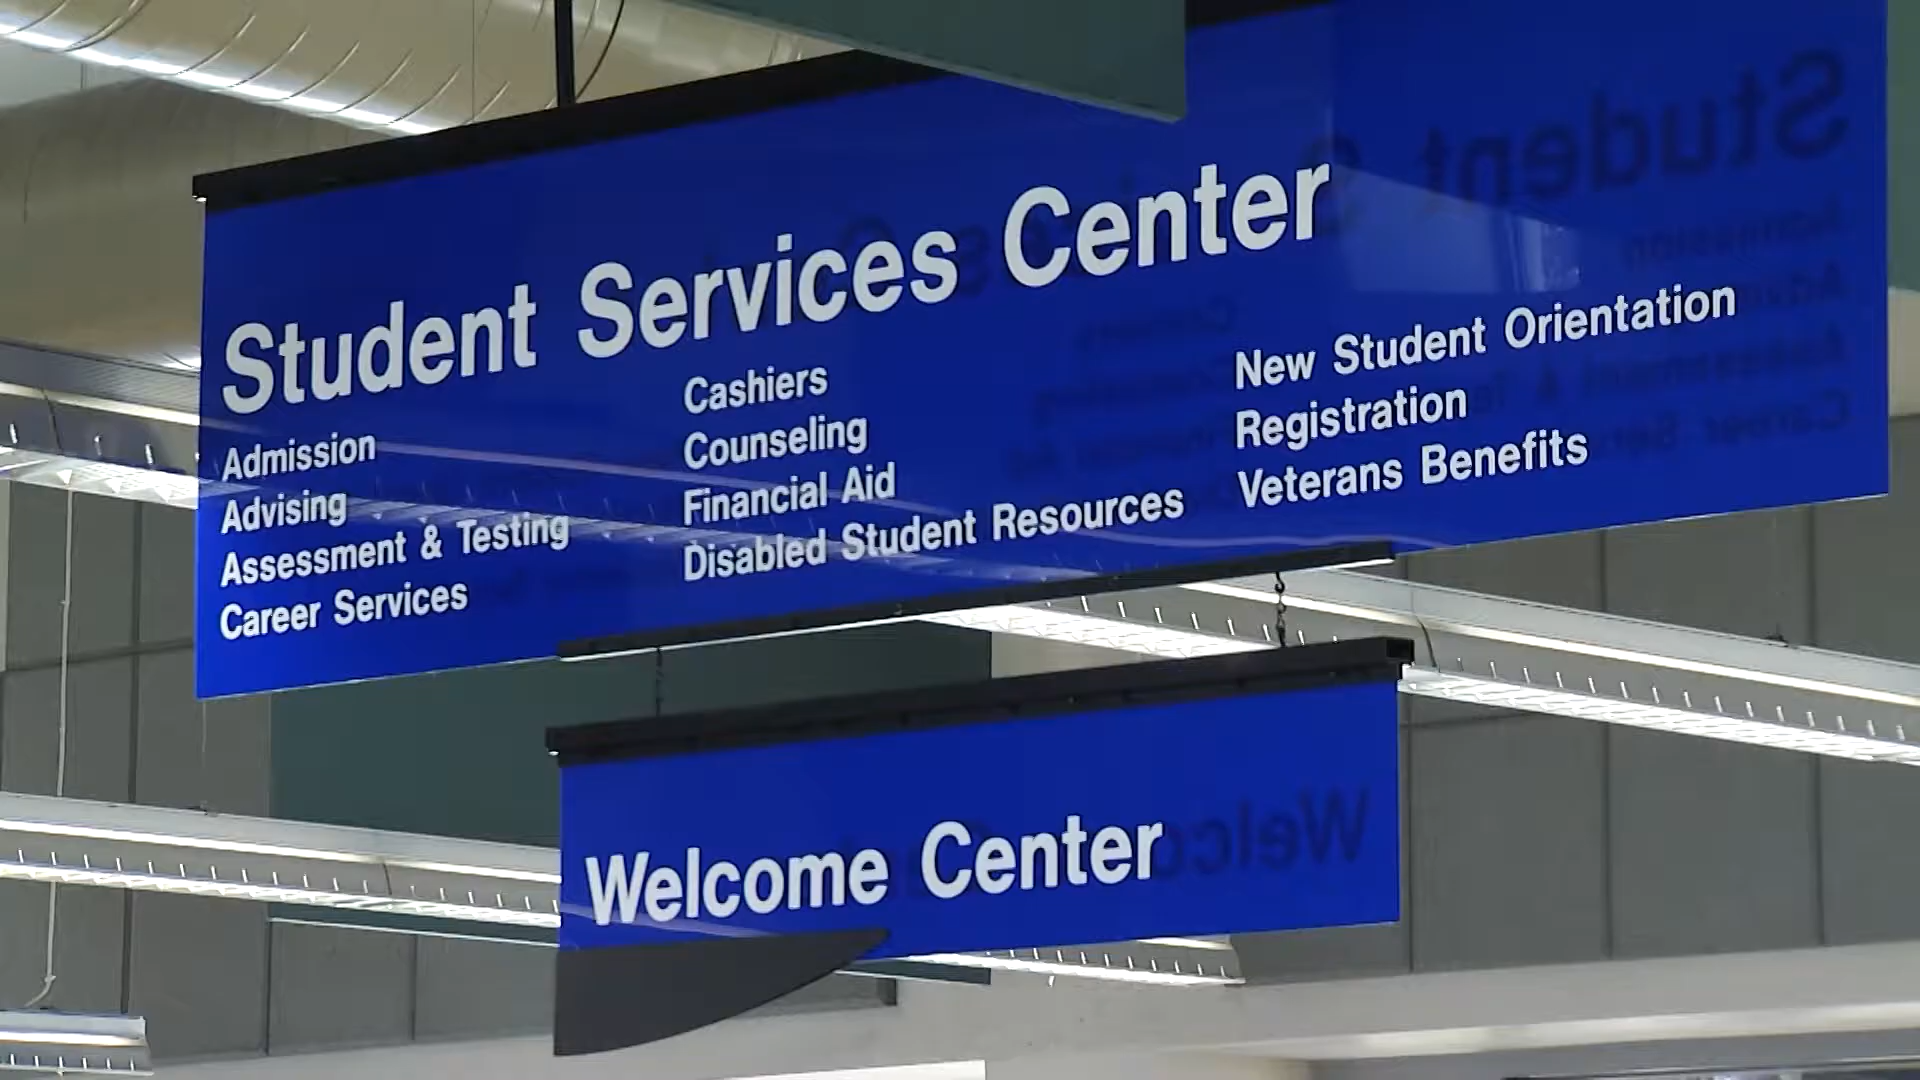 Student Services Center
Admission
Advising
Assessment & Testing
Career Services
Cashiers
Counseling
Financial Aid
Disabled Student Resources
New Student Orientation
Registration
Veterans Benefits
Welcome Center